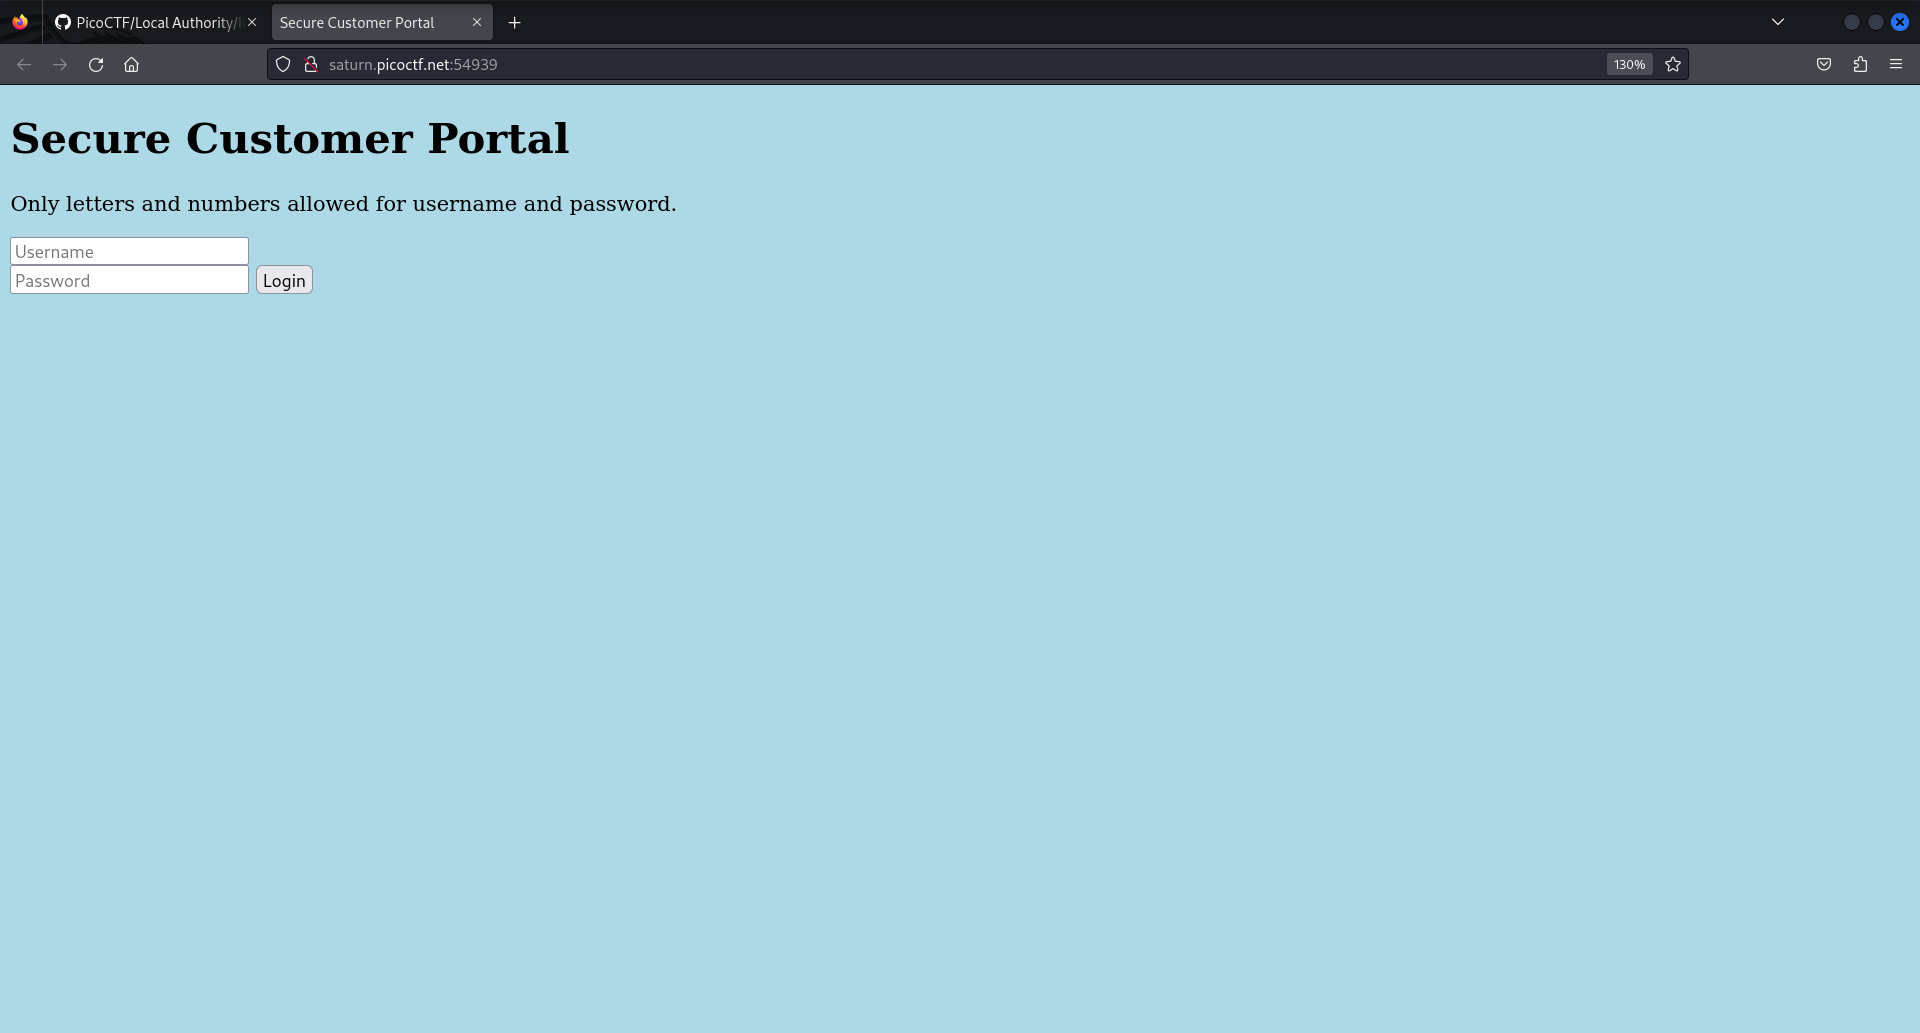 PicoCTF/Local Authority/
Secure Customer Portal
saturn.picoctf.net:54939
130%
Secure Customer Portal
Only letters and numbers allowed for username and password.
Username
Password
Login